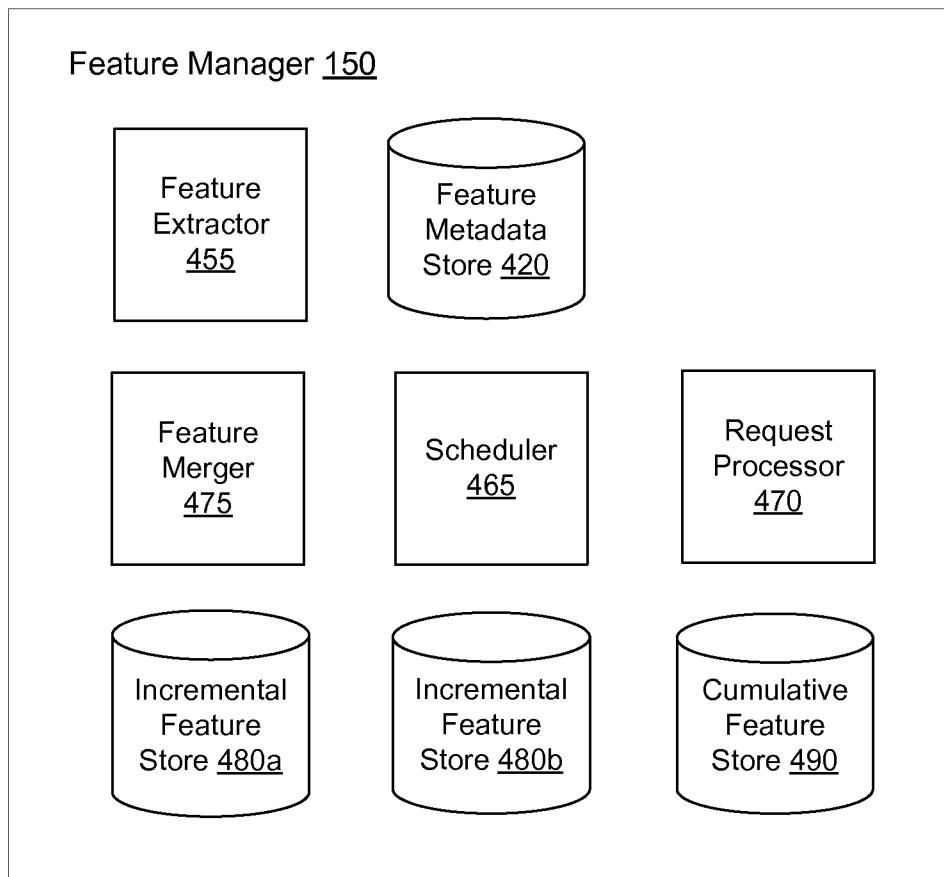 Feature Manager 150
Feature
Extractor
455
Feature
Metadata
Store 420
Feature
Merger
475
Scheduler
465
Request
Processor
470
Incremental
Feature
Store 480a
Incremental
Feature
Store 480b
Cumulative
Feature
Store 490